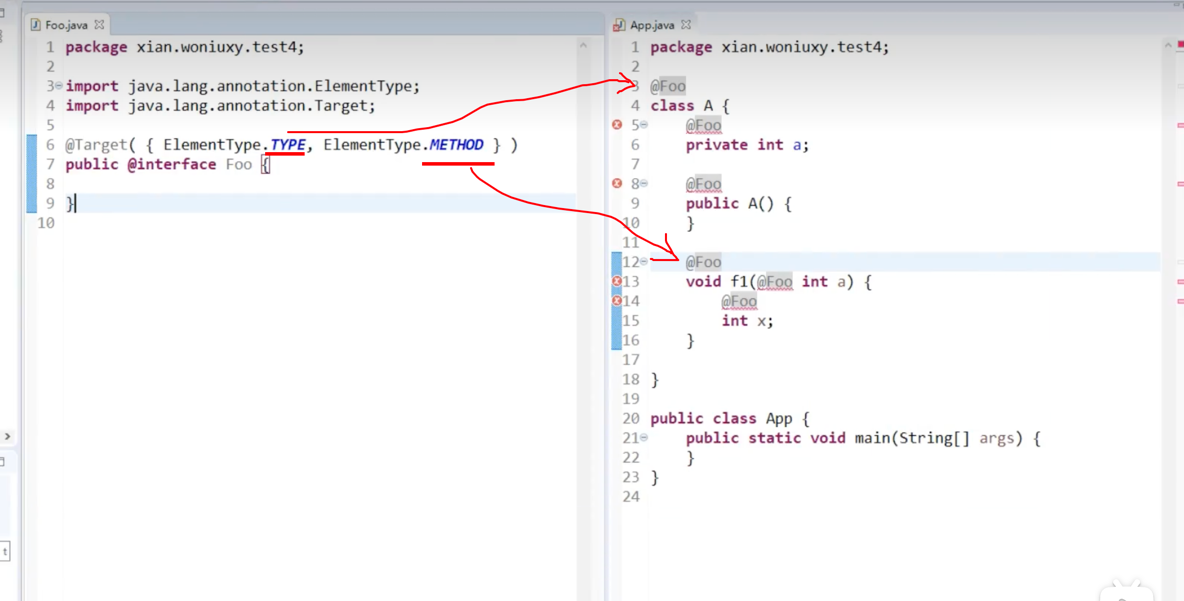 Foo.java
1 package xian.woniuxy.test4;
2
3 import java.lang.annotation.ElementType;
4 import java.lang.annotation.Target;
5
6 @Target( { ElementType.TYPE, ElementType.METHOD } )
7 public @interface Foo {
8
9 }
10
App.java
1 package xian.woniuxy.test4;
2
3 @Foo
4 class A {
5 @Foo
6 private int a;
7
8 @Foo
9 public A() {
10 }
11
12 @Foo
13 void f1(@Foo int a) {
14 @Foo
15 int x;
16 }
17
18 }
19
20 public class App {
21 public static void main(String[] args) {
22 }
23 }
24
t